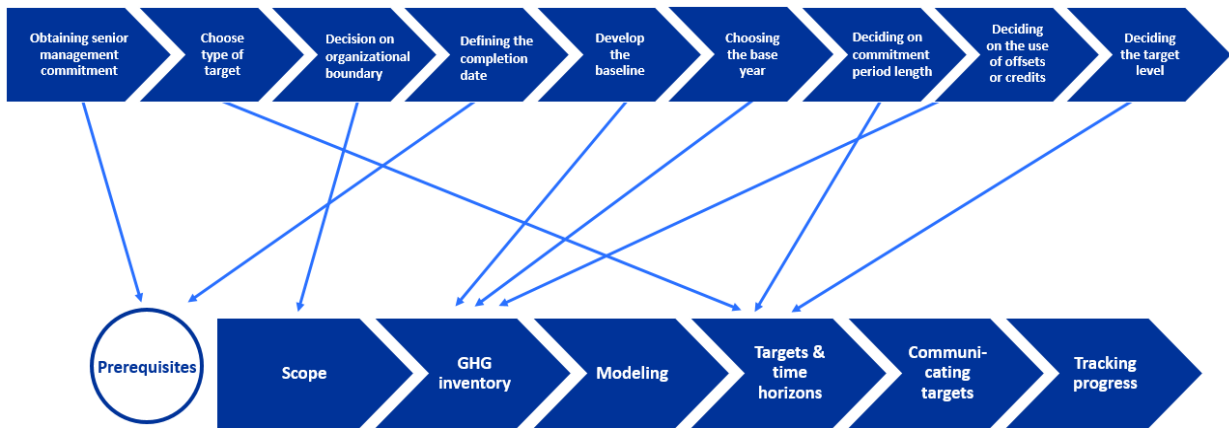 Obtaining senior
management
commitment
Choose
type of
target
Decision on
organizational
boundary
Defining the
completion
date
Develop
the
baseline
Choosing
the base
year
Deciding on
commitment
period length
Deciding
on the use
of offsets
or credits
Deciding
the target
level
Prerequisites
Scope
GHG
inventory
Modeling
Targets &
time
horizons
Communi-
cating
targets
Tracking
progress